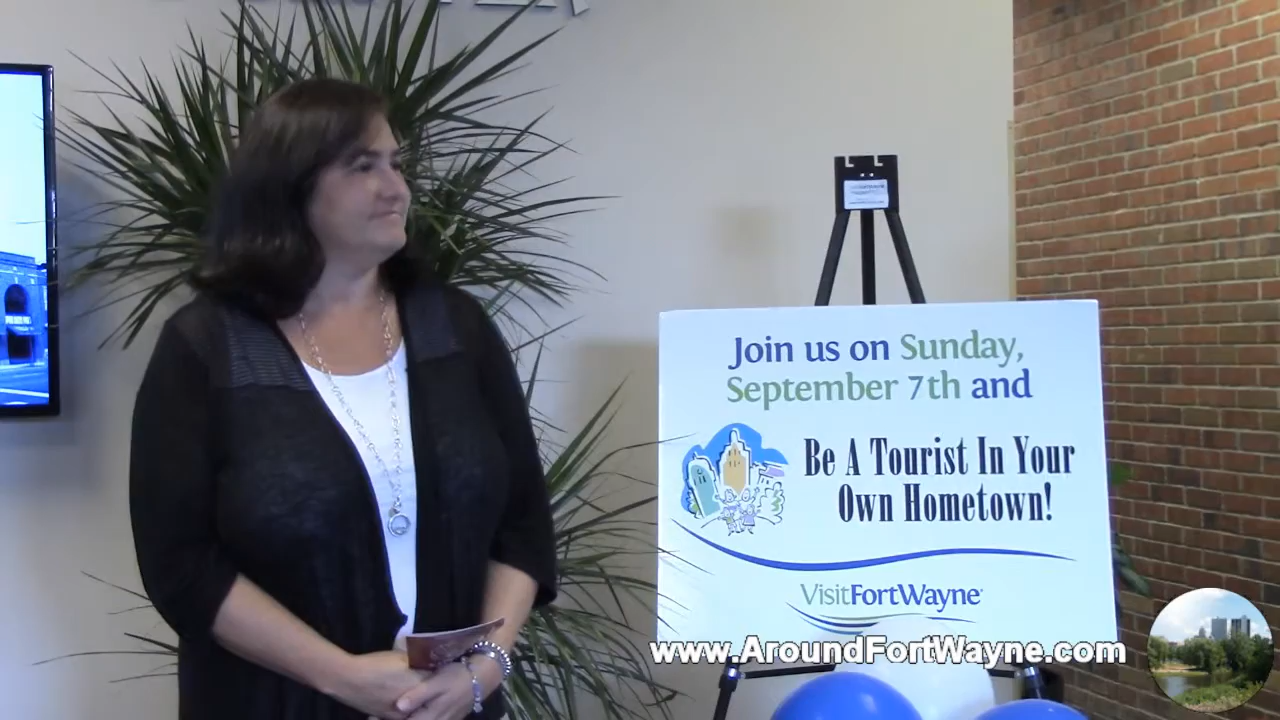 Join us on Sunday,
September 7th and
Be A Tourist In Your
Own Hometown!
VisitFortWayne
www.AroundFortWayne.com